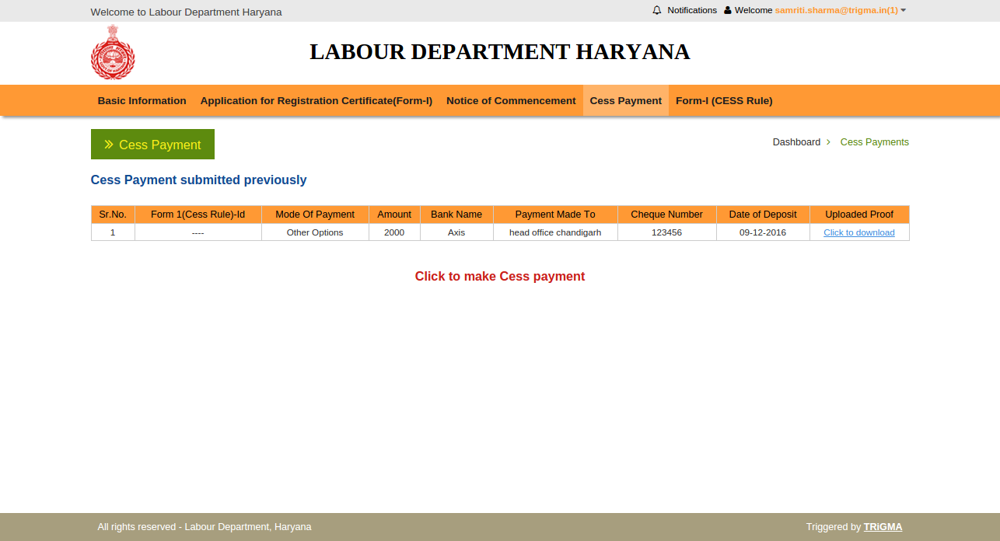 Welcome to Labour Department Haryana
Notifications Welcome samriti.sharma@trigma.in(1)
LABOUR DEPARTMENT HARYANA
Basic Information Application for Registration Certificate(Form-I) Notice of Commencement Cess Payment Form-I (CESS Rule)
Cess Payment
Dashboard Cess Payments
Cess Payment submitted previously
Sr.No. Form 1(Cess Rule)-Id Mode Of Payment Amount Bank Name Payment Made To Cheque Number Date of Deposit Uploaded Proof
1 ---- Other Options 2000 Axis head office chandigarh 123456 09-12-2016 Click to download
Click to make Cess payment
All rights reserved - Labour Department, Haryana Triggered by TRiGMA